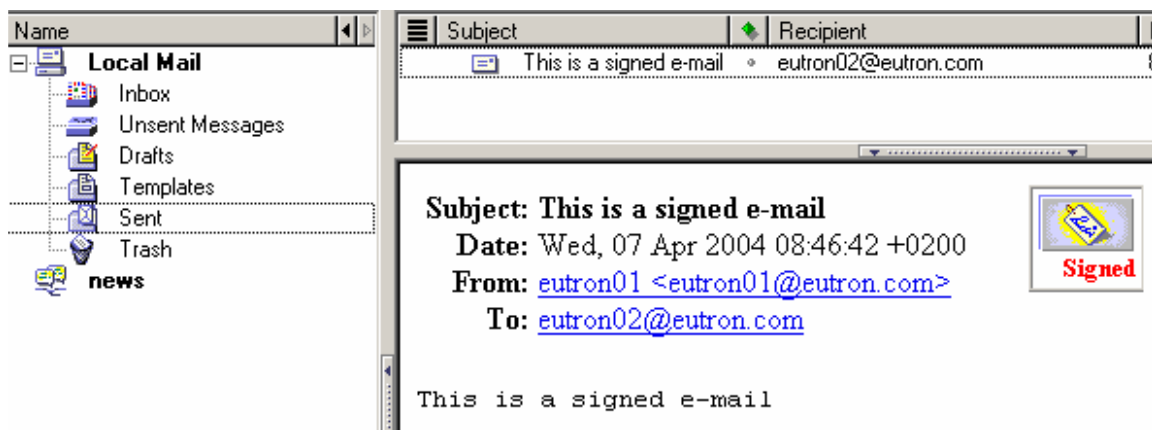 Name
Local Mail
Inbox
Unsent Messages
Drafts
Templates
Sent
Trash
news
Subject Recipient
This is a signed e-mail eutron02@eutron.com
Subject: This is a signed e-mail
Date: Wed, 07 Apr 2004 08:46:42 +0200
From: eutron01 <eutron01@eutron.com>
To: eutron02@eutron.com
Signed
This is a signed e-mail